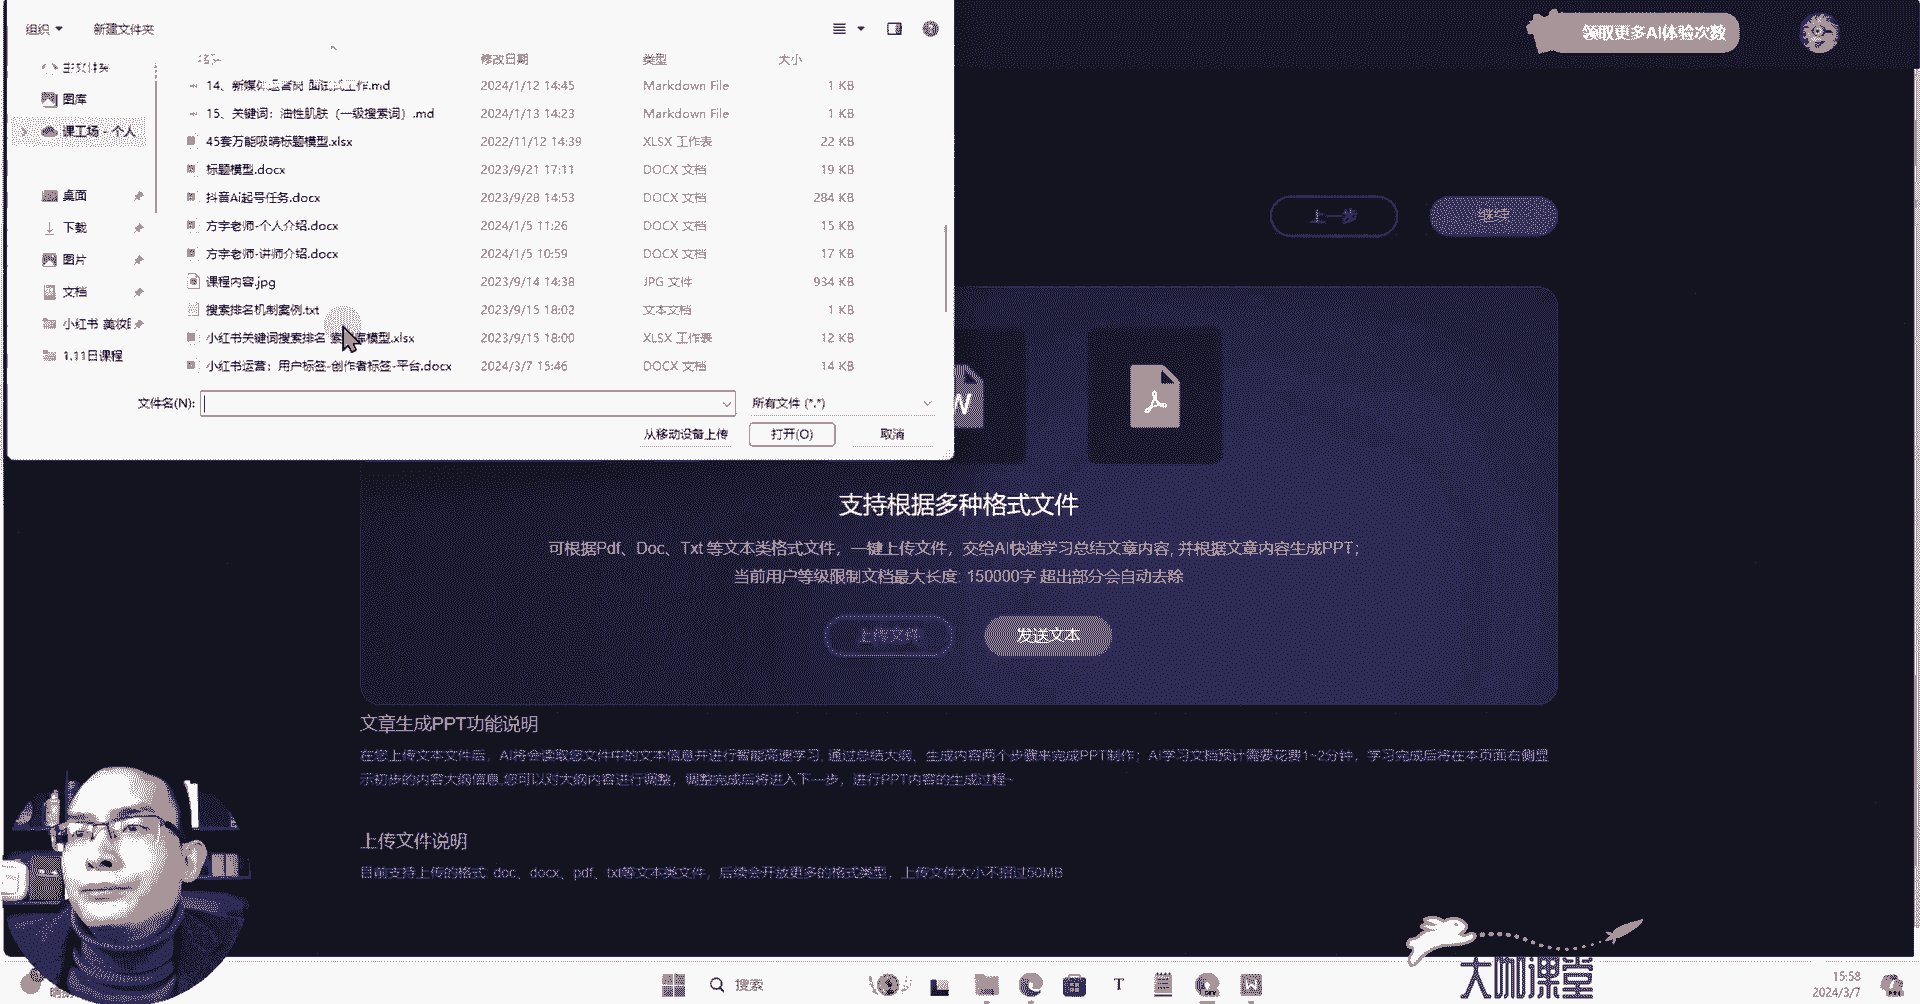 组织
新建文件夹
修改日期
类型
大小
图库
课工场 - 个人
桌面
下载
图片
文档
小红书 美妆
1.11日课程
14、新媒体运营岗 面试式工作.md 2024/1/12 14:45 Markdown File 1 KB
15、关键词：油性肌肤（一级搜索词）.md 2024/1/13 14:23 Markdown File 1 KB
45套万能吸睛标题模型.xlsx 2022/11/12 14:39 XLSX 工作表 22 KB
标题模型.docx 2023/9/21 17:11 DOCX 文档 19 KB
抖音Ai起号任务.docx 2023/9/28 14:53 DOCX 文档 284 KB
方宇老师-个人介绍.docx 2024/1/5 11:26 DOCX 文档 15 KB
方宇老师-讲师介绍.docx 2024/1/5 10:59 DOCX 文档 17 KB
课程内容.jpg 2023/9/14 14:38 JPG 文件 934 KB
搜索排名机制案例.txt 2023/9/15 18:02 文本文档 1 KB
小红书关键词搜索排名 模型.xlsx 2023/9/15 18:00 XLSX 工作表 12 KB
小红书运营：用户标签-创作者标签-平台.docx 2024/3/7 15:46 DOCX 文档 14 KB
文件名(N):
所有文件 (*.*)
从移动设备上传
打开(O)
取消
领取更多AI体验次数
上一步
继续
W
支持根据多种格式文件
可根据Pdf、Doc、Txt 等文本类格式文件，一键上传文件，交给AI快速学习总结文章内容, 并根据文章内容生成PPT；
当前用户等级限制文档最大长度: 150000字 超出部分会自动去除
上传文件
发送文本
文章生成PPT功能说明
在您上传文本文件后，AI将会读取您文件中的文本信息并进行智能高速学习, 通过总结大纲、生成内容两个步骤来完成PPT制作；AI学习文档预计需要花费1~2分钟，学习完成后将在本页面右侧显
示初步的内容大纲信息,您可以对大纲内容进行调整，调整完成后将进入下一步，进行PPT内容的生成过程~
上传文件说明
目前支持上传的格式: doc、docx、pdf、txt等文本类文件，后续会开放更多的格式类型，上传文件大小不超过50MB
大咖课堂
搜索
T
15:58
2024/3/7